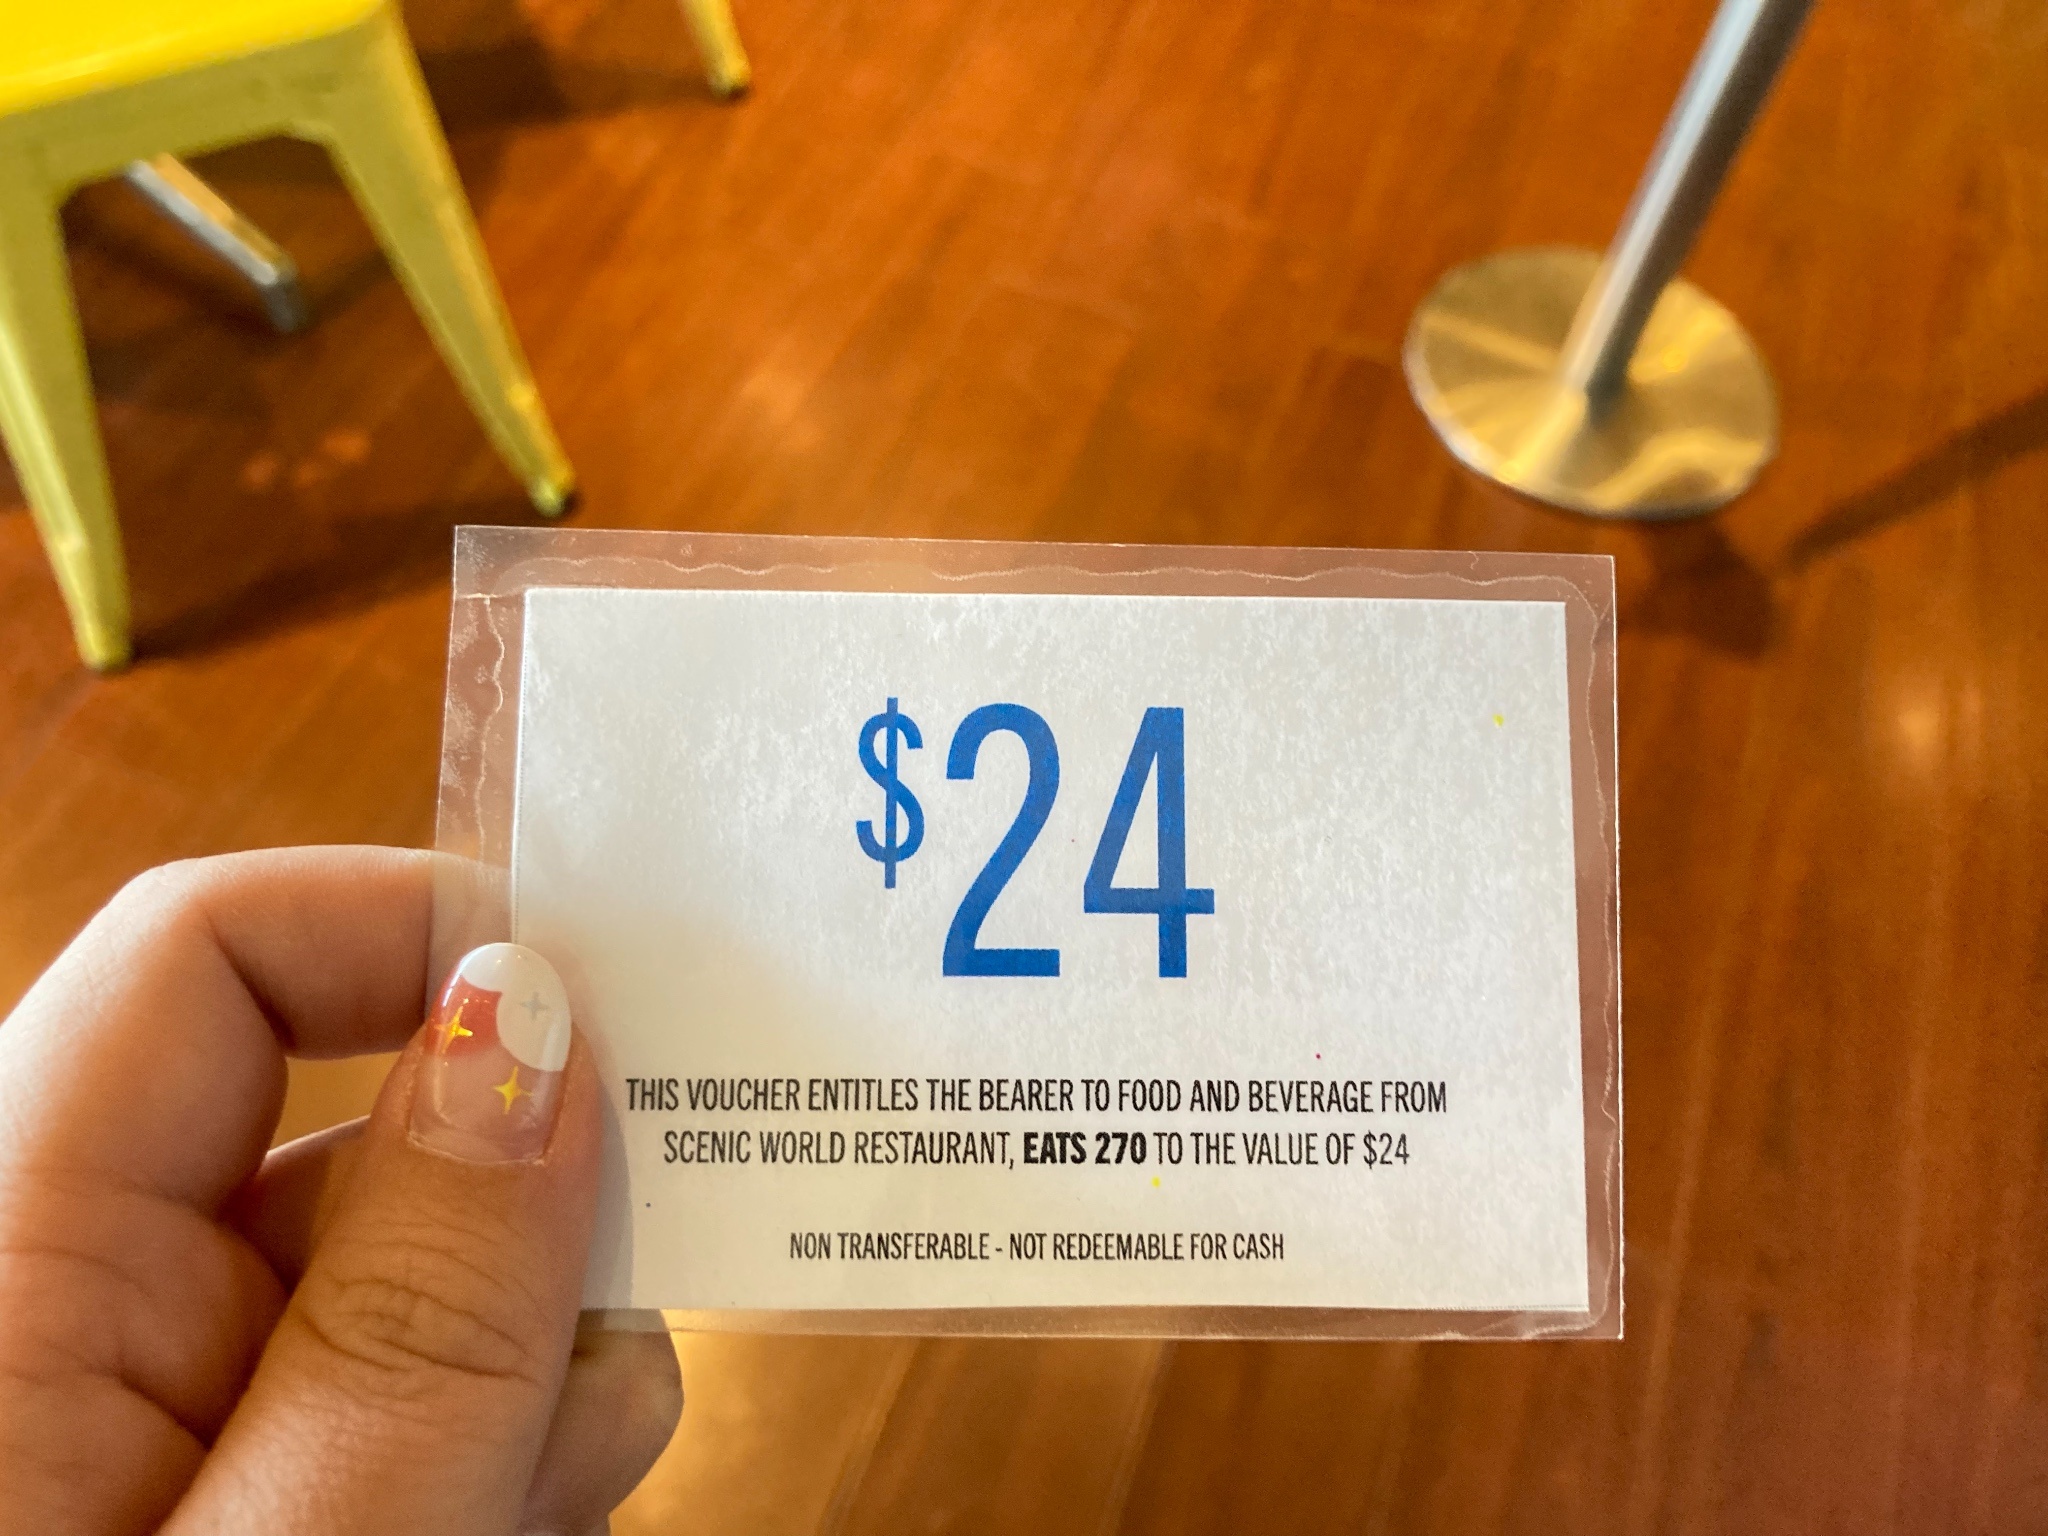 $24
THIS VOUCHER ENTITLES THE BEARER TO FOOD AND BEVERAGE FROM
SCENIC WORLD RESTAURANT, EATS 270 TO THE VALUE OF $24
NON TRANSFERABLE - NOT REDEEMABLE FOR CASH